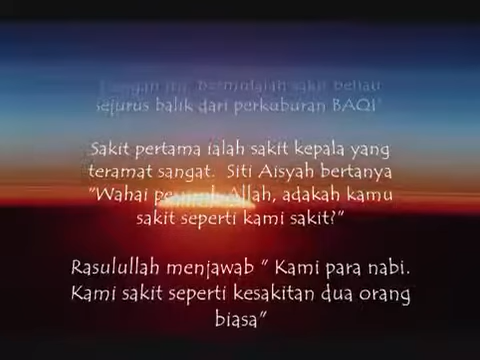 Dengan itu, bermulalah sakit beliau
sejurus balik dari perkuburan BAQI'
Sakit pertama ialah sakit kepala yang
teramat sangat. Siti Aisyah bertanya
"Wahai pesuruh Allah, adakah kamu
sakit seperti kami sakit?"
Rasulullah menjawab " Kami para nabi.
Kami sakit seperti kesakitan dua orang
biasa"